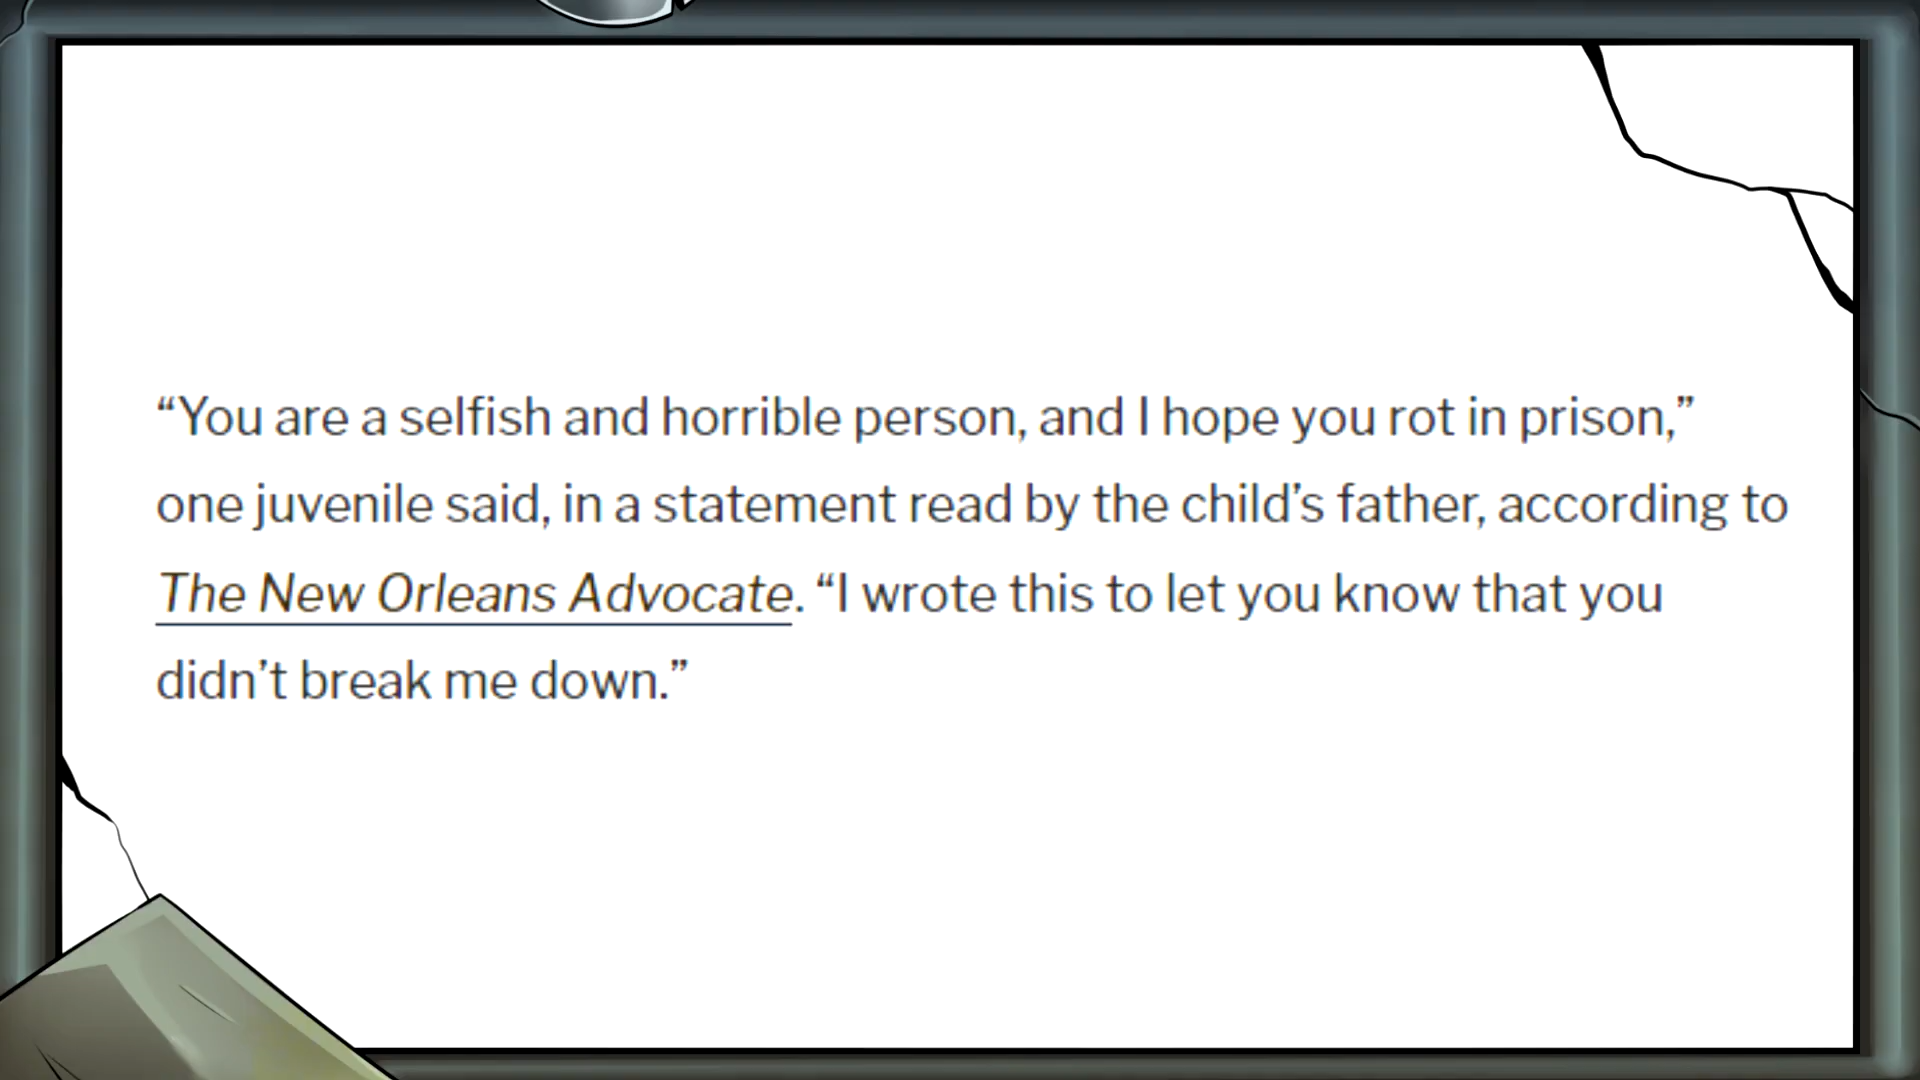 “You are a selfish and horrible person, and I hope you rot in prison,”
one juvenile said, in a statement read by the child’s father, according to
The New Orleans Advocate. “I wrote this to let you know that you
didn’t break me down.”